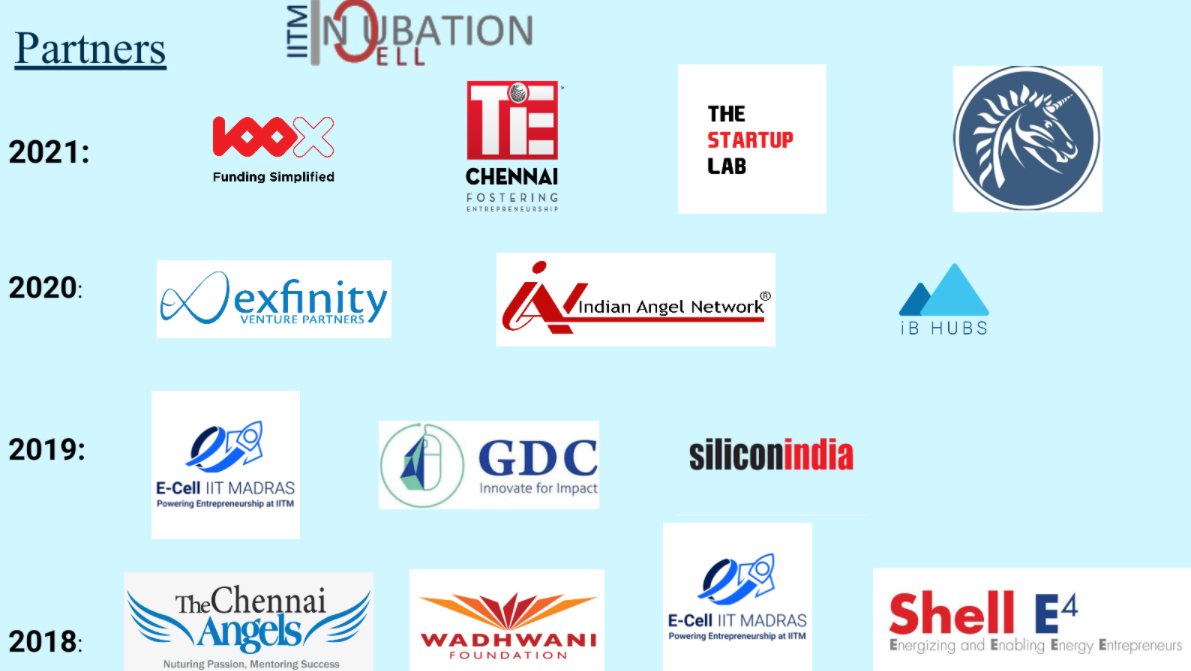 Partners
IITM INCUBATION
CELL
2021:
100X
Funding Simplified
TiE
CHENNAI
FOSTERING
ENTREPRENEURSHIP
THE
STARTUP
LAB
2020:
exfinity
VENTURE PARTNERS
Indian Angel Network®
iB HUBS
2019:
E-Cell IIT MADRAS
Powering Entrepreneurship at IITM
GDC
Innovate for Impact
siliconindia
2018:
The Chennai
Angels
Nuturing Passion, Mentoring Success
WADHWANI
FOUNDATION
E-Cell IIT MADRAS
Powering Entrepreneurship at IITM
Shell E4
Energizing and Enabling Energy Entrepreneurs